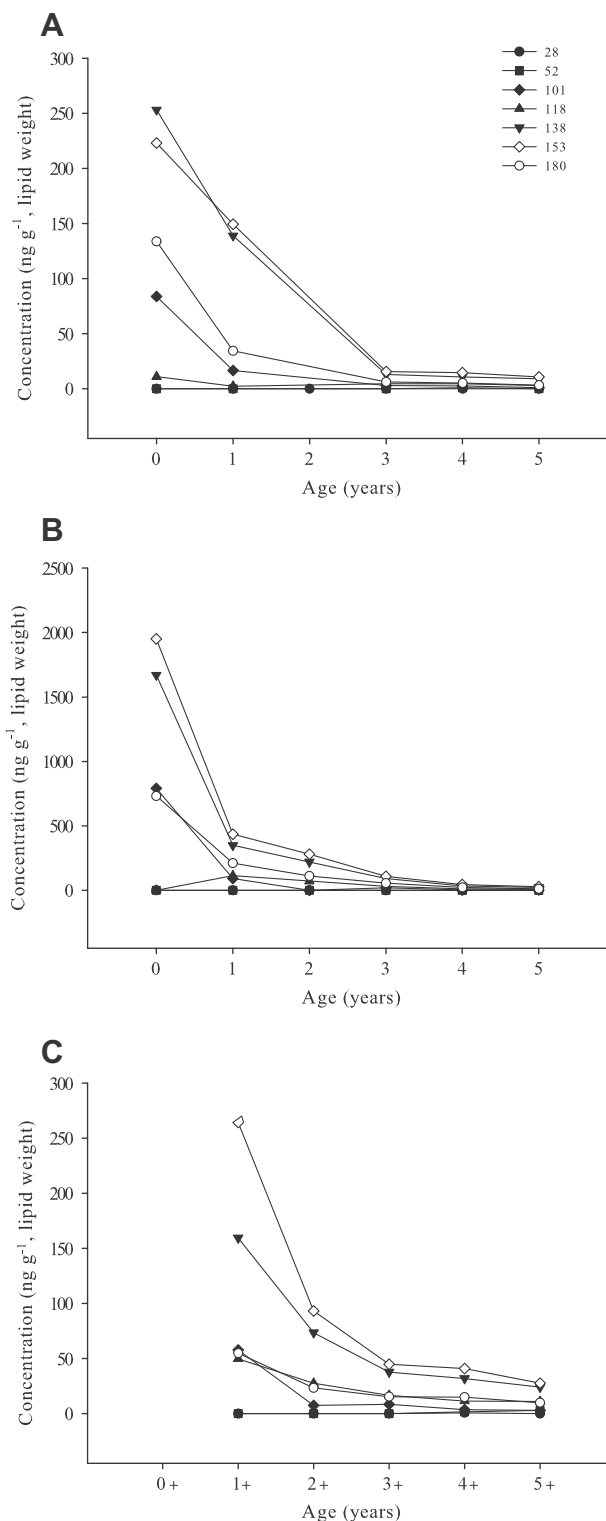 A
300
250
200
150
100
50
0
Concentration (ng g⁻¹, lipid weight)
28
52
101
118
138
153
180
0 1 2 3 4 5
Age (years)
B
2500
2000
1500
1000
500
0
Concentration (ng g⁻¹, lipid weight)
0 1 2 3 4 5
Age (years)
C
300
250
200
150
100
50
0
Concentration (ng g⁻¹, lipid weight)
0+ 1+ 2+ 3+ 4+ 5+
Age (years)